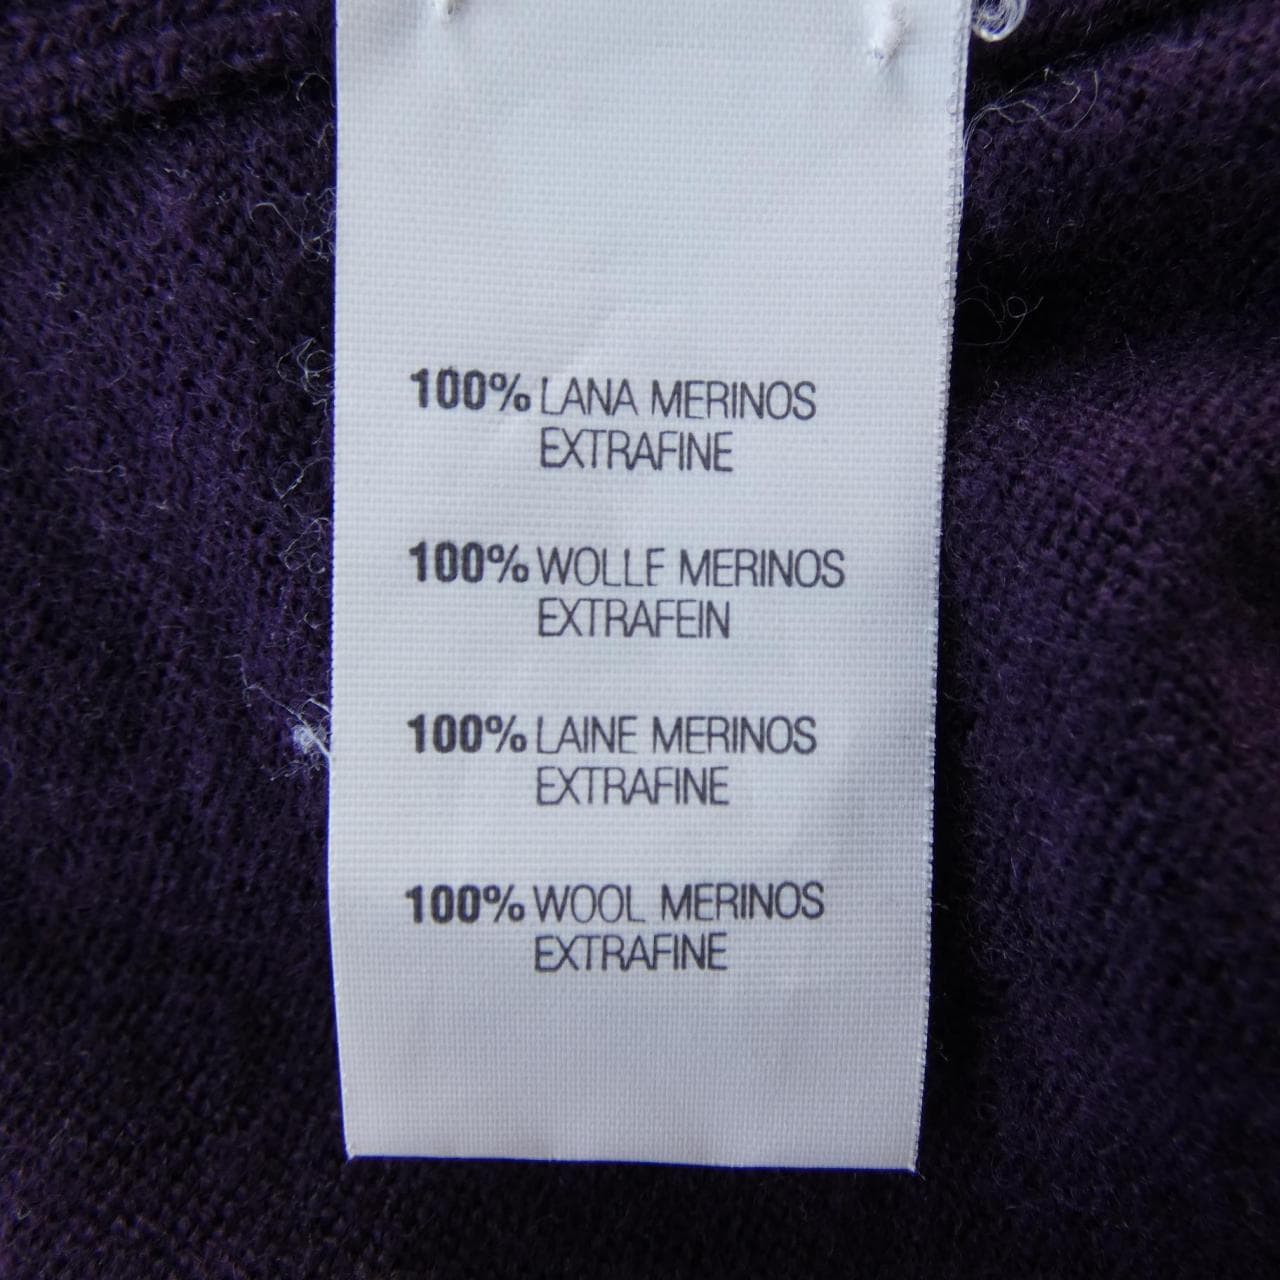 100% LANA MERINOS
EXTRAFINE
100% WOLLE MERINOS
EXTRAFEIN
100% LAINE MERINOS
EXTRAFINE
100% WOOL MERINOS
EXTRAFINE